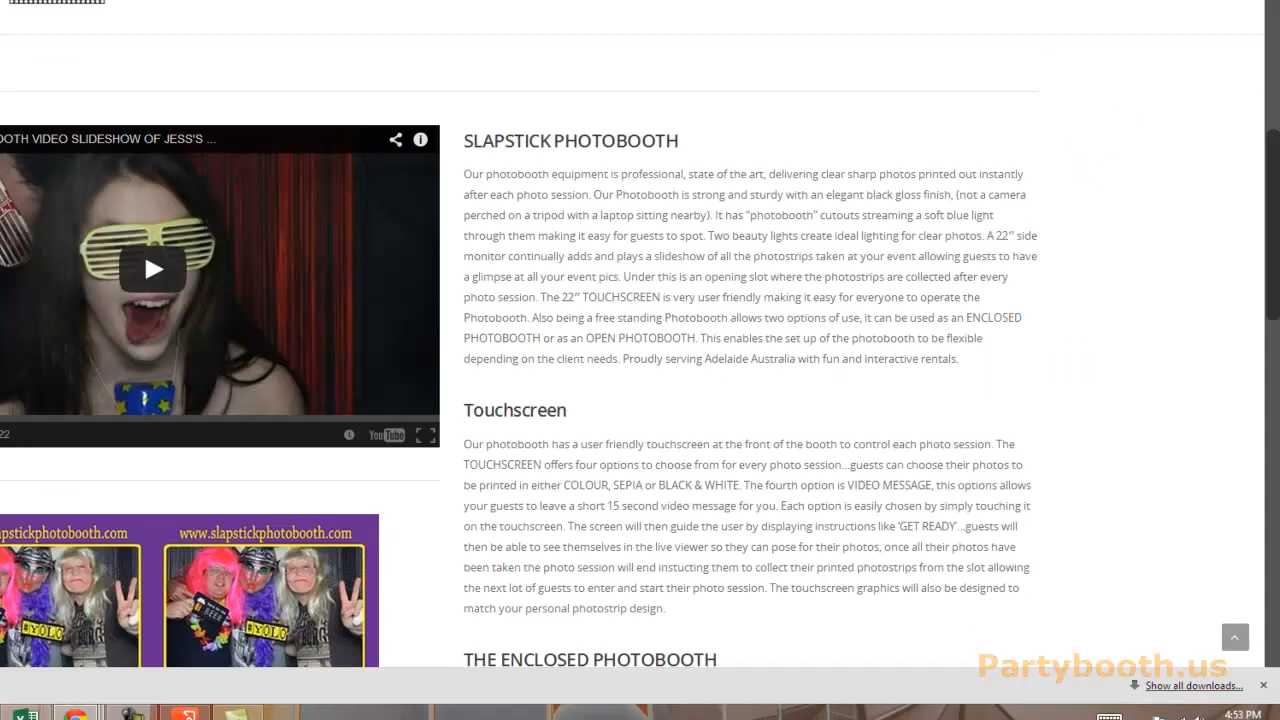 OOTH VIDEO SLIDESHOW OF JESS'S ...
22
YouTube
SLAPSTICK PHOTOBOOTH
Our photobooth equipment is professional, state of the art, delivering clear sharp photos printed out instantly
after each photo session. Our Photobooth is strong and sturdy with an elegant black gloss finish, (not a camera
perched on a tripod with a laptop sitting nearby). It has “photobooth” cutouts streaming a soft blue light
through them making it easy for guests to spot. Two beauty lights create ideal lighting for clear photos. A 22″ side
monitor continually adds and plays a slideshow of all the photostrips taken at your event allowing guests to have
a glimpse at all your event pics. Under this is an opening slot where the photostrips are collected after every
photo session. The 22″ TOUCHSCREEN is very user friendly making it easy for everyone to operate the
Photobooth. Also being a free standing Photobooth allows two options of use, it can be used as an ENCLOSED
PHOTOBOOTH or as an OPEN PHOTOBOOTH. This enables the set up of the photobooth to be flexible
depending on the client needs. Proudly serving Adelaide Australia with fun and interactive rentals.
Touchscreen
Our photobooth has a user friendly touchscreen at the front of the booth to control each photo session. The
TOUCHSCREEN offers four options to choose from for every photo session…guests can choose their photos to
be printed in either COLOUR, SEPIA or BLACK & WHITE. The fourth option is VIDEO MESSAGE, this options allows
your guests to leave a short 15 second video message for you. Each option is easily chosen by simply touching it
on the touchscreen. The screen will then guide the user by displaying instructions like ‘GET READY’…guests will
then be able to see themselves in the live viewer so they can pose for their photos, once all their photos have
been taken the photo session will end instucting them to collect their printed photostrips from the slot allowing
the next lot of guests to enter and start their photo session. The touchscreen graphics will also be designed to
match your personal photostrip design.
THE ENCLOSED PHOTOBOOTH
apstickphotobooth.com
www.slapstickphotobooth.com
#YOLO
BEER
#YOLO
Partybooth.us
Show all downloads...
4:53 PM